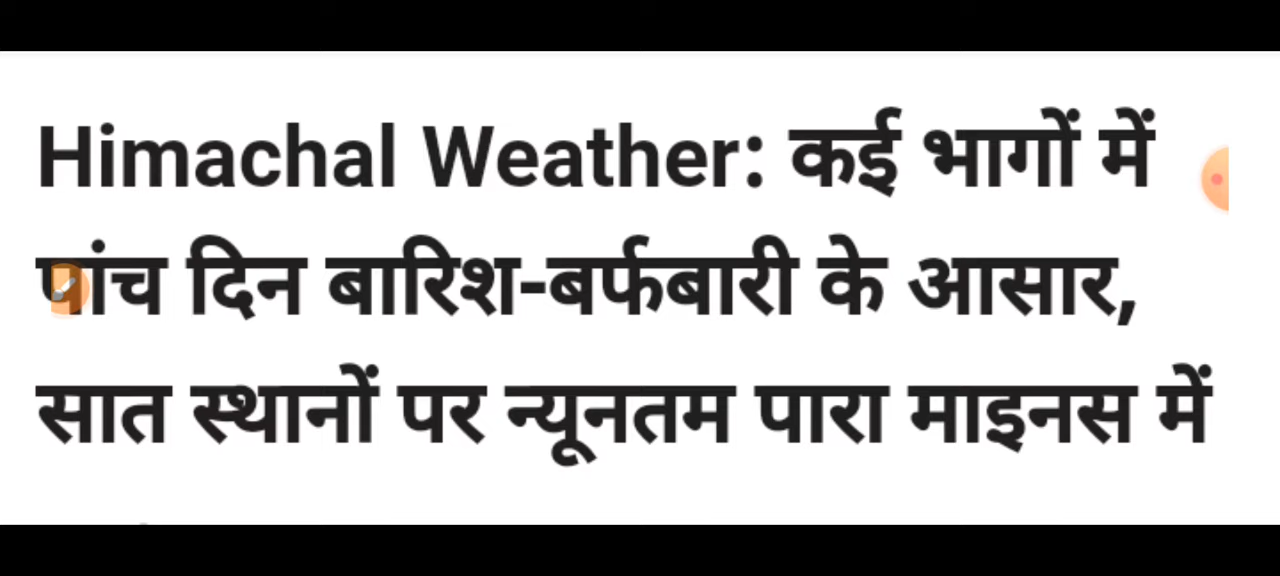 Himachal Weather: कई भागों में
पांच दिन बारिश-बर्फबारी के आसार,
सात स्थानों पर न्यूनतम पारा माइनस में